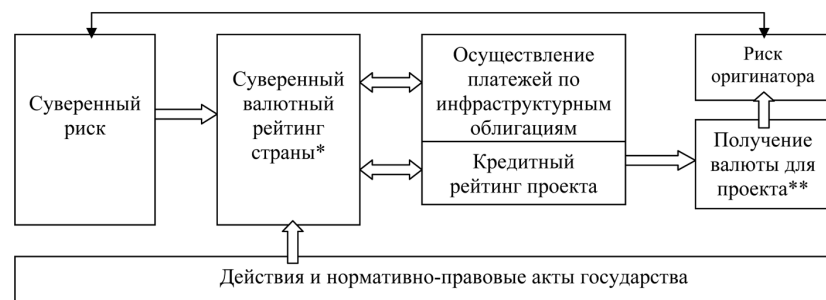 Суверенный
риск
Суверенный
валютный
рейтинг
страны*
Осуществление
платежей по
инфраструктурным
облигациям
Кредитный
рейтинг проекта
Риск
оригинатора
Получение
валюты для
проекта**
Действия и нормативно-правовые акты государства